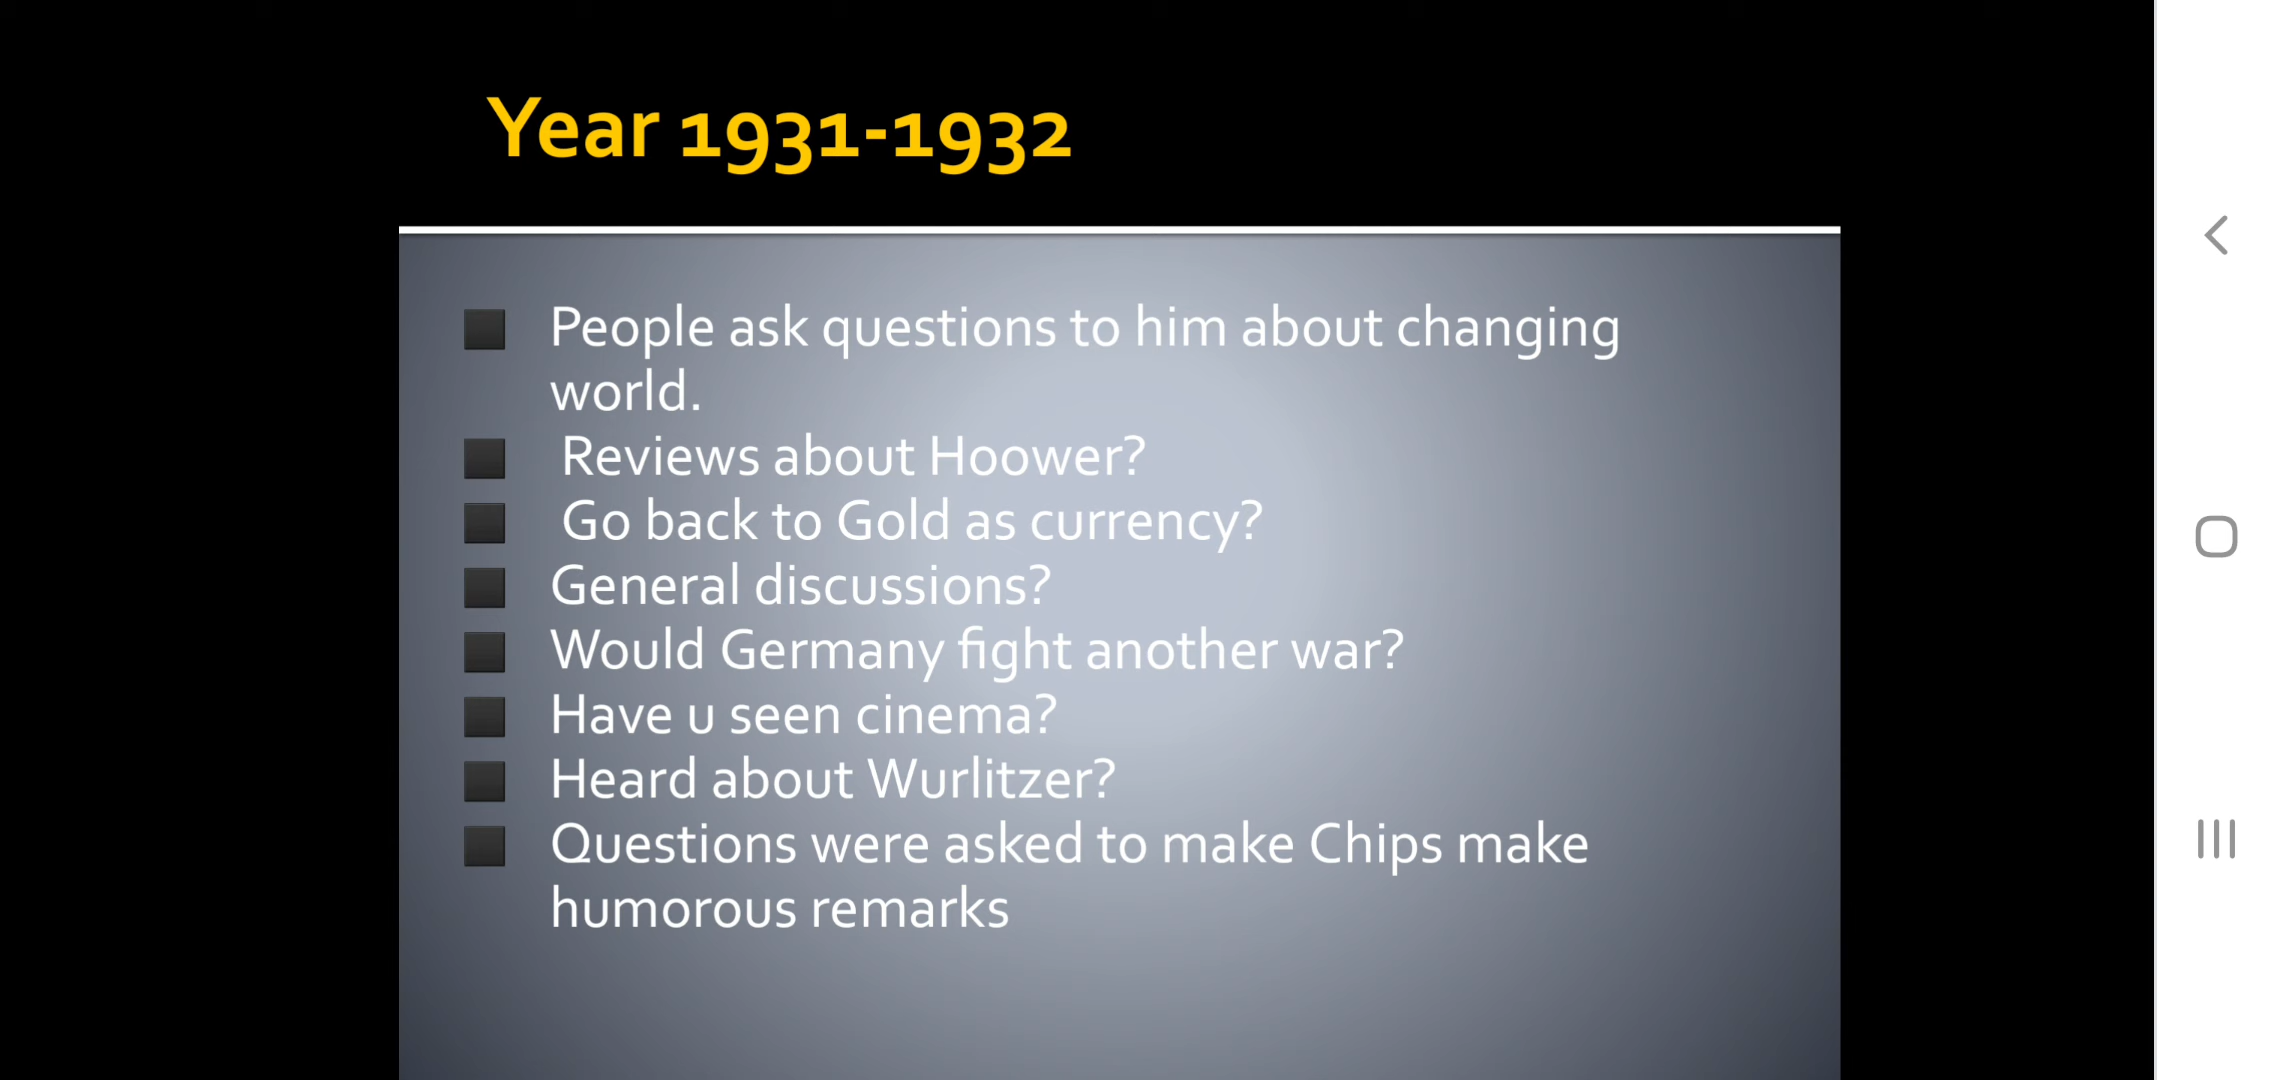 Year 1931-1932
People ask questions to him about changing
world.
Reviews about Hoower?
Go back to Gold as currency?
General discussions?
Would Germany fight another war?
Have u seen cinema?
Heard about Wurlitzer?
Questions were asked to make Chips make
humorous remarks